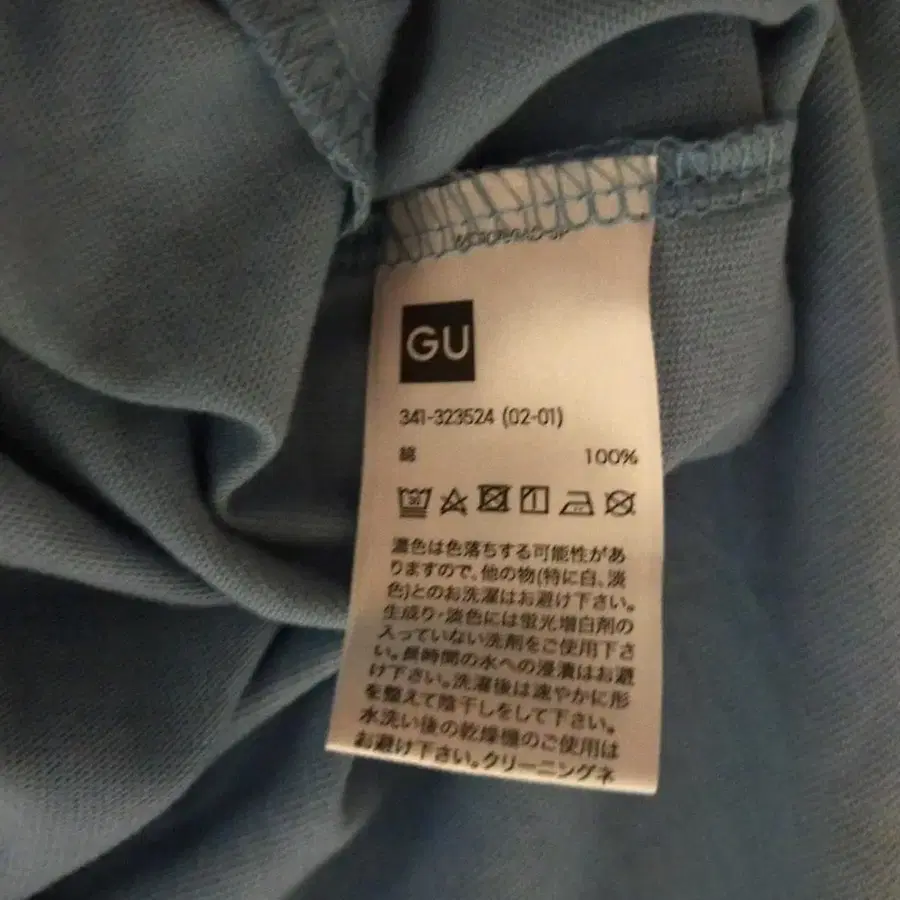 GU
341-323524 (02-01)
綿 100%
30
濃色は色落ちする可能性があ
りますので、他の物(特に白、淡
色)とのお洗濯はお避け下さい。
生成り・淡色には蛍光増白剤の
入っていない洗剤をご使用下さ
い。長時間の水への浸漬はお避
け下さい。洗濯後は速やかに形
を整えて陰干しをして下さい。
水洗い後の乾燥機のご使用は
お避け下さい。クリーニングネ